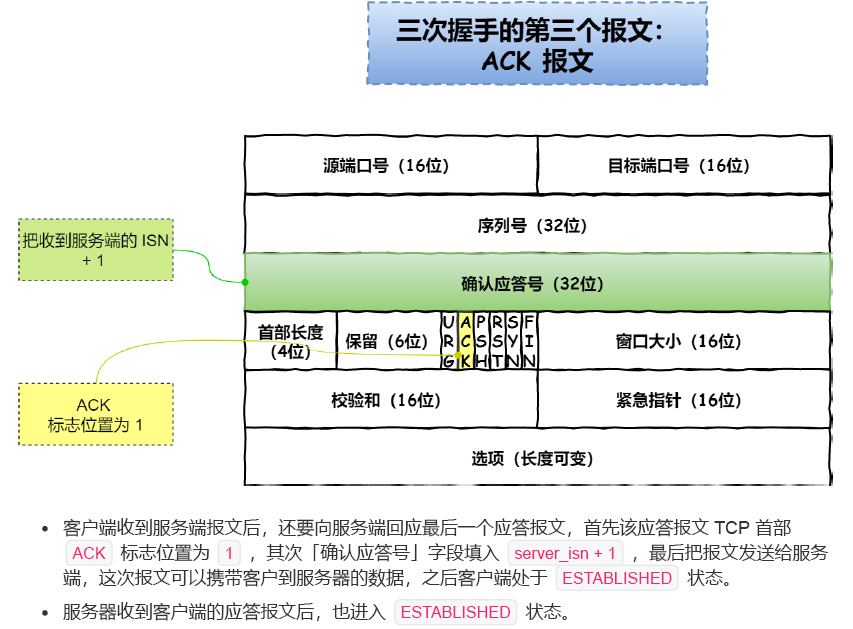 三次握手的第三个报文：
ACK 报文
源端口号（16位）
目标端口号（16位）
序列号（32位）
把收到服务端的 ISN
+ 1
确认应答号（32位）
首部长度
（4位）
保留（6位）
URG
ACK
PSH
RST
SYN
FIN
窗口大小（16位）
ACK
标志位置为 1
校验和（16位）
紧急指针（16位）
选项（长度可变）
• 客户端收到服务端报文后，还要向服务端回应最后一个应答报文，首先该应答报文 TCP 首部
ACK 标志位置为 1 ，其次「确认应答号」字段填入 server_isn + 1 ，最后把报文发送给服务
端，这次报文可以携带客户到服务器的数据，之后客户端处于 ESTABLISHED 状态。
• 服务器收到客户端的应答报文后，也进入 ESTABLISHED 状态。